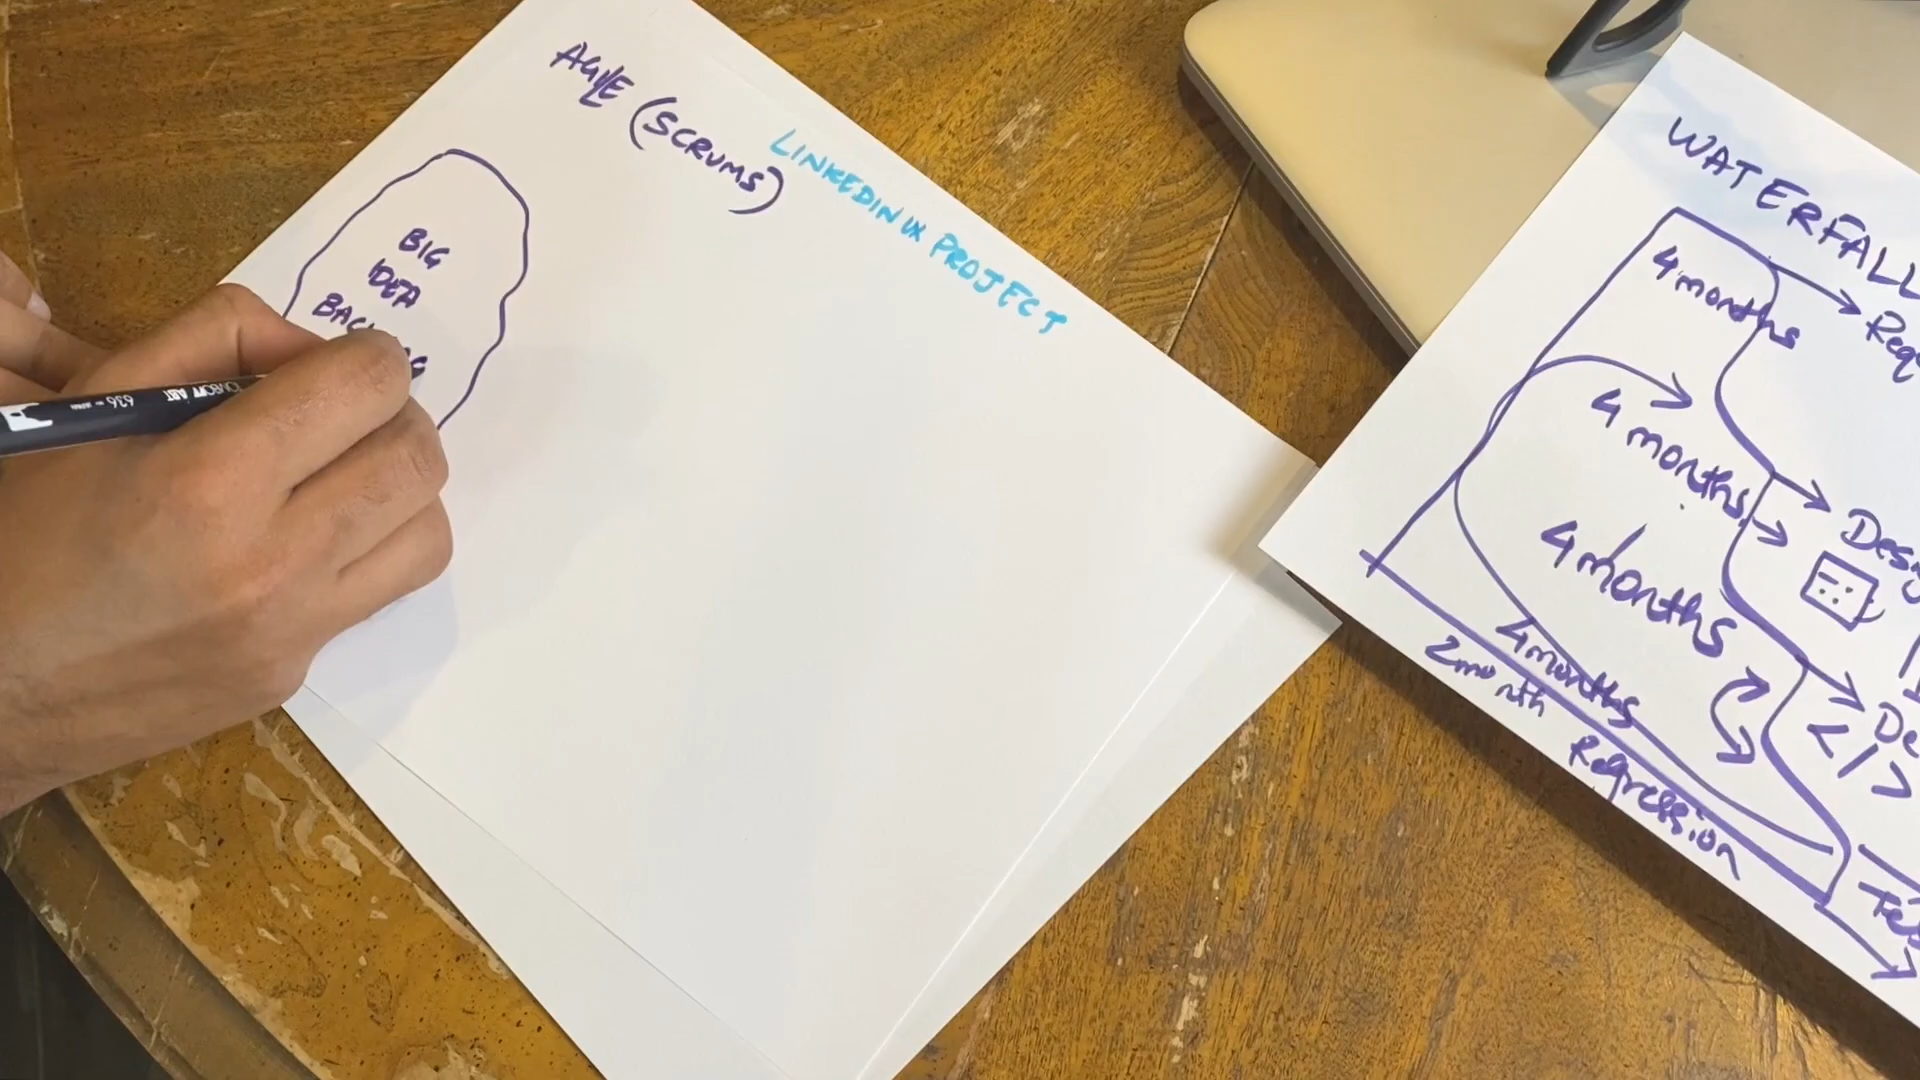 AGILE (SCRUMS)
LINKEDIN UX PROJECT
BIG
IDEA
WATERFALL
4 months
4 months
4 months
4 months
2 month
Regression
</>
636